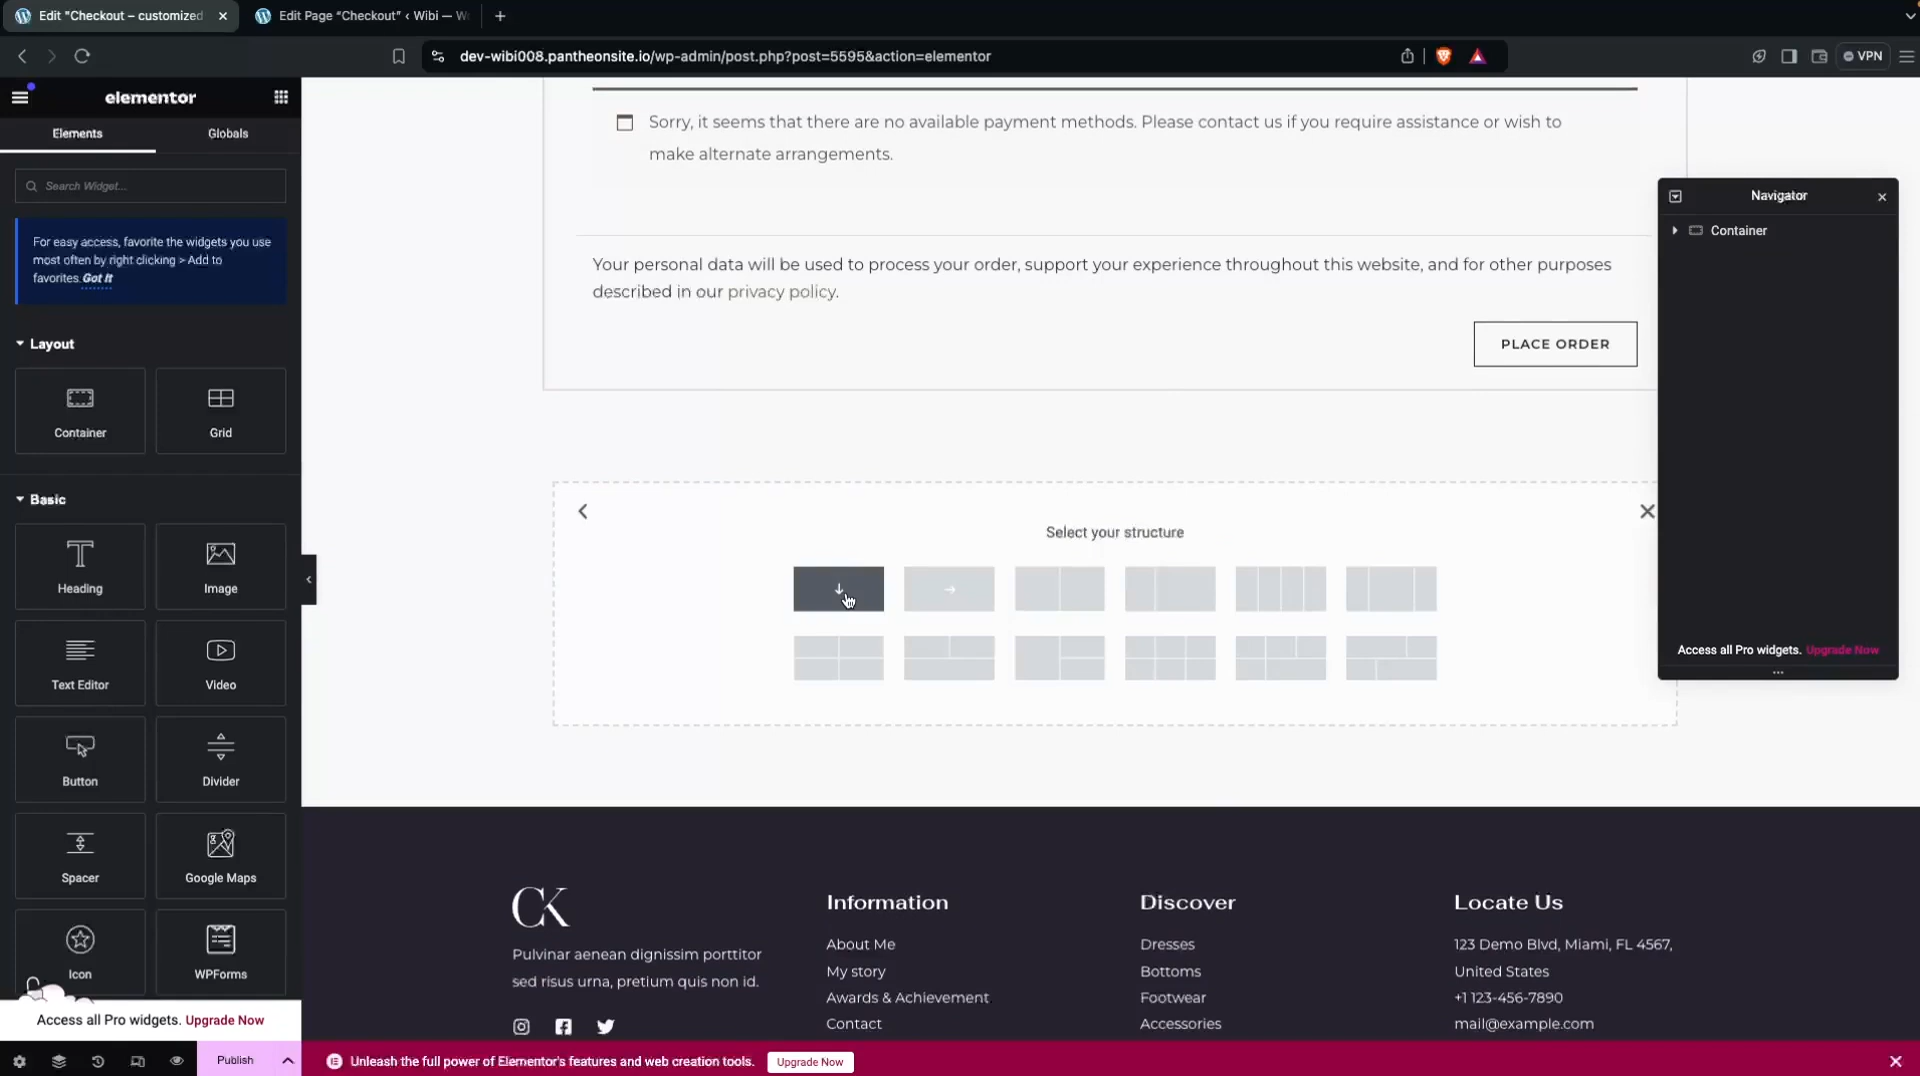 Edit "Checkout – customized
Edit Page "Checkout" ‹ Wibi — W
dev-wibi008.pantheonsite.io/wp-admin/post.php?post=5595&action=elementor
VPN
elementor
Elements
Globals
Search Widget...
For easy access, favorite the widgets you use
most often by right clicking > Add to
favorites. Got It
Layout
Container
Grid
Basic
Heading
Image
Text Editor
Video
Button
Divider
Spacer
Google Maps
Icon
WPForms
Access all Pro widgets. Upgrade Now
Publish
Sorry, it seems that there are no available payment methods. Please contact us if you require assistance or wish to
make alternate arrangements.
Your personal data will be used to process your order, support your experience throughout this website, and for other purposes
described in our privacy policy.
PLACE ORDER
Select your structure
Navigator
Container
Access all Pro widgets. Upgrade Now
CK
Pulvinar aenean dignissim porttitor
sed risus urna, pretium quis non id.
Information
About Me
My story
Awards & Achievement
Contact
Discover
Dresses
Bottoms
Footwear
Accessories
Locate Us
123 Demo Blvd, Miami, FL 4567,
United States
+1 123-456-7890
mail@example.com
Unleash the full power of Elementor's features and web creation tools.
Upgrade Now